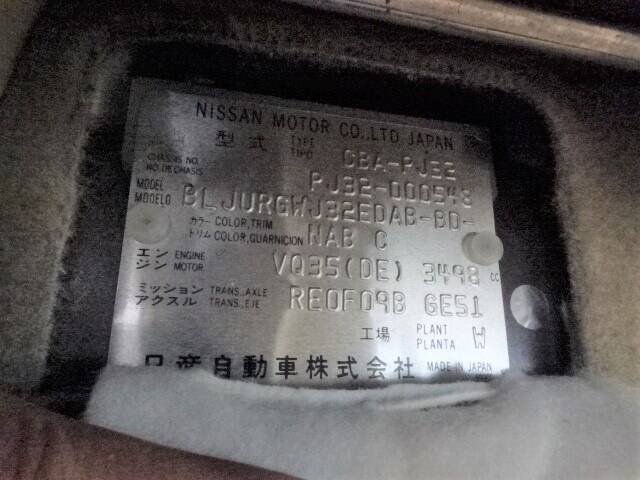 NISSAN MOTOR CO.,LTD JAPAN
型式 TYPE TIPO CBA-PJ32
CHASSIS NO. NO DE CHASIS PJ32-000548
MODEL MODELO BLJURGWJ32EDAB-BD-
カラー COLOR,TRIM
トリム COLOR,GUARNICION NAB C
エンジン ENGINE MOTOR VQ35(DE) 3498 cc
ミッション TRANS.,AXLE
アクスル TRANS.,EJE RE0F09B GE51
工場 PLANT PLANTA W
日産自動車株式会社 MADE IN JAPAN